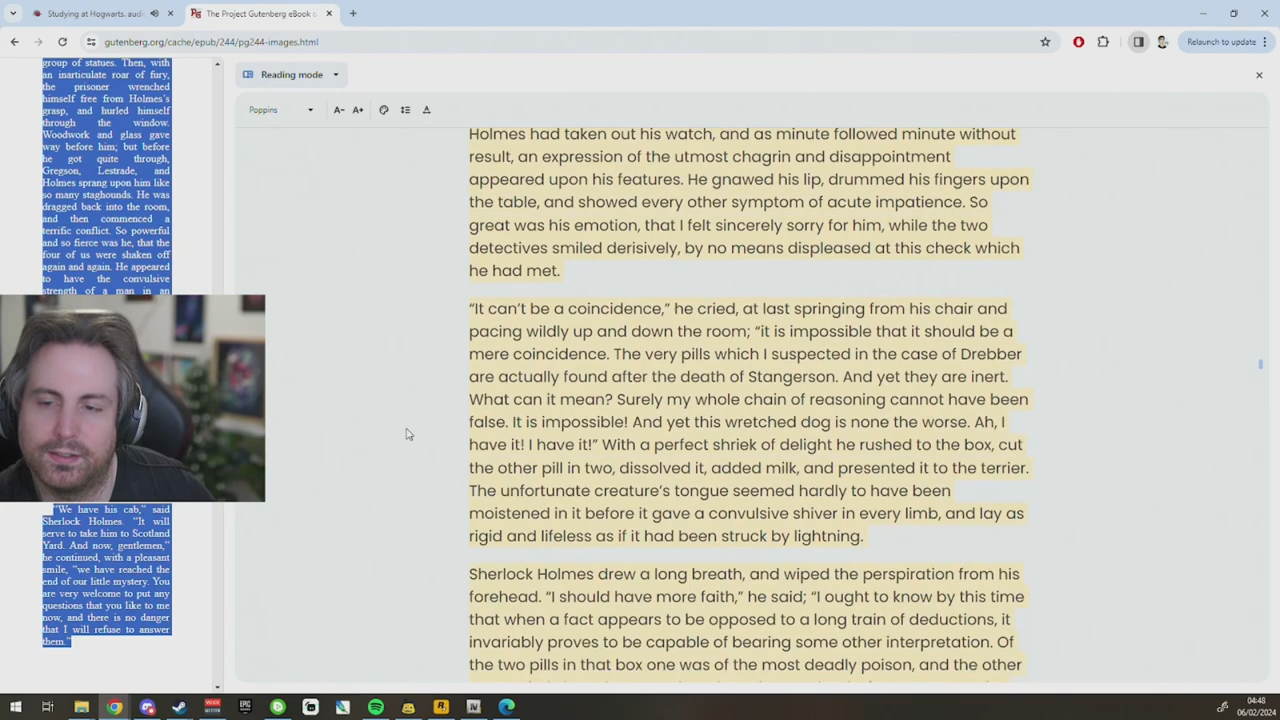 Studying at Hogwarts. audi
The Project Gutenberg eBook o
gutenberg.org/cache/epub/244/pg244-images.html
Relaunch to update
group of statues. Then, with
an inarticulate roar of fury,
the prisoner wrenched
himself free from Holmes's
grasp, and hurled himself
through the window.
Woodwork and glass gave
way before him; but before
he got quite through,
Gregson, Lestrade, and
Holmes sprang upon him like
so many staghounds. He was
dragged back into the room,
and then commenced a
terrific conflict. So powerful
and so fierce was he, that the
four of us were shaken off
again and again. He appeared
to have the convulsive
strength of a man in an
"We have his cab," said
Sherlock Holmes. "It will
serve to take him to Scotland
Yard. And now, gentlemen,"
he continued, with a pleasant
smile, "we have reached the
end of our little mystery. You
are very welcome to put any
questions that you like to me
now, and there is no danger
that I will refuse to answer
them."
Reading mode
Poppins
A-
A+
Holmes had taken out his watch, and as minute followed minute without
result, an expression of the utmost chagrin and disappointment
appeared upon his features. He gnawed his lip, drummed his fingers upon
the table, and showed every other symptom of acute impatience. So
great was his emotion, that I felt sincerely sorry for him, while the two
detectives smiled derisively, by no means displeased at this check which
he had met.
“It can’t be a coincidence,” he cried, at last springing from his chair and
pacing wildly up and down the room; “it is impossible that it should be a
mere coincidence. The very pills which I suspected in the case of Drebber
are actually found after the death of Stangerson. And yet they are inert.
What can it mean? Surely my whole chain of reasoning cannot have been
false. It is impossible! And yet this wretched dog is none the worse. Ah, I
have it! I have it!” With a perfect shriek of delight he rushed to the box, cut
the other pill in two, dissolved it, added milk, and presented it to the terrier.
The unfortunate creature’s tongue seemed hardly to have been
moistened in it before it gave a convulsive shiver in every limb, and lay as
rigid and lifeless as if it had been struck by lightning.
Sherlock Holmes drew a long breath, and wiped the perspiration from his
forehead. “I should have more faith,” he said; “I ought to know by this time
that when a fact appears to be opposed to a long train of deductions, it
invariably proves to be capable of bearing some other interpretation. Of
the two pills in that box one was of the most deadly poison, and the other
04:48
06/02/2024